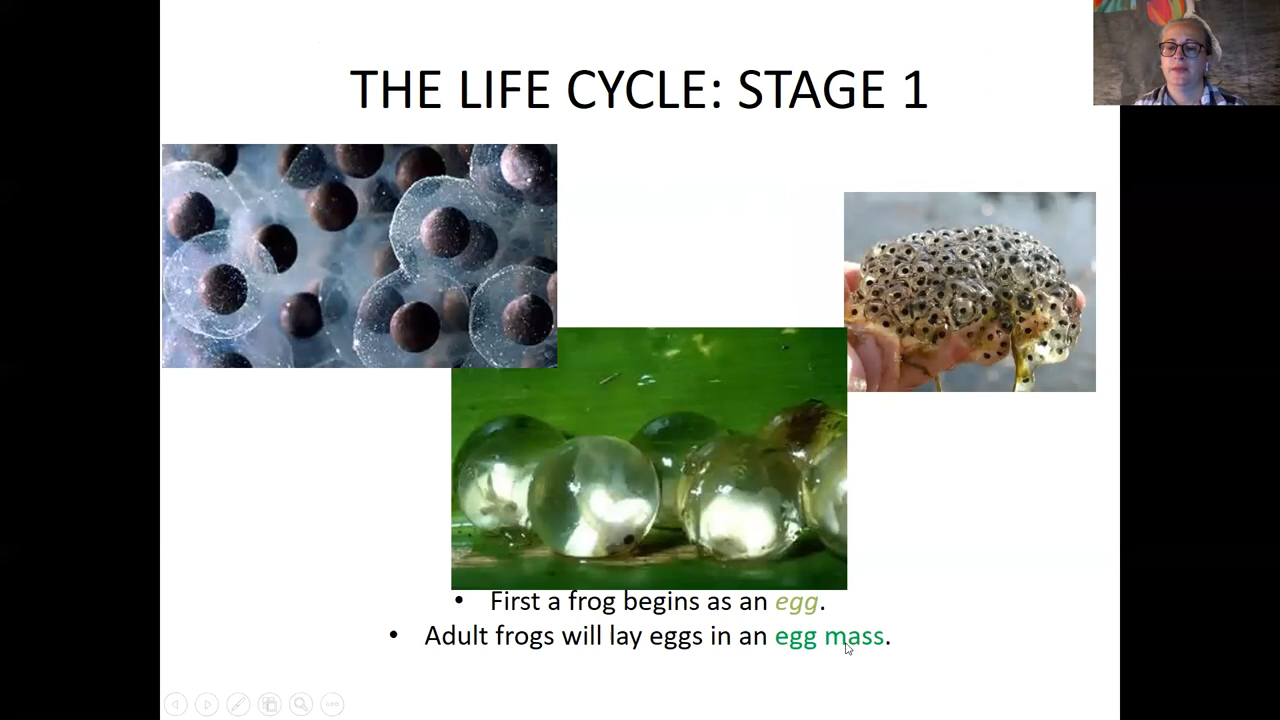 THE LIFE CYCLE: STAGE 1
• First a frog begins as an egg.
• Adult frogs will lay eggs in an egg mass.